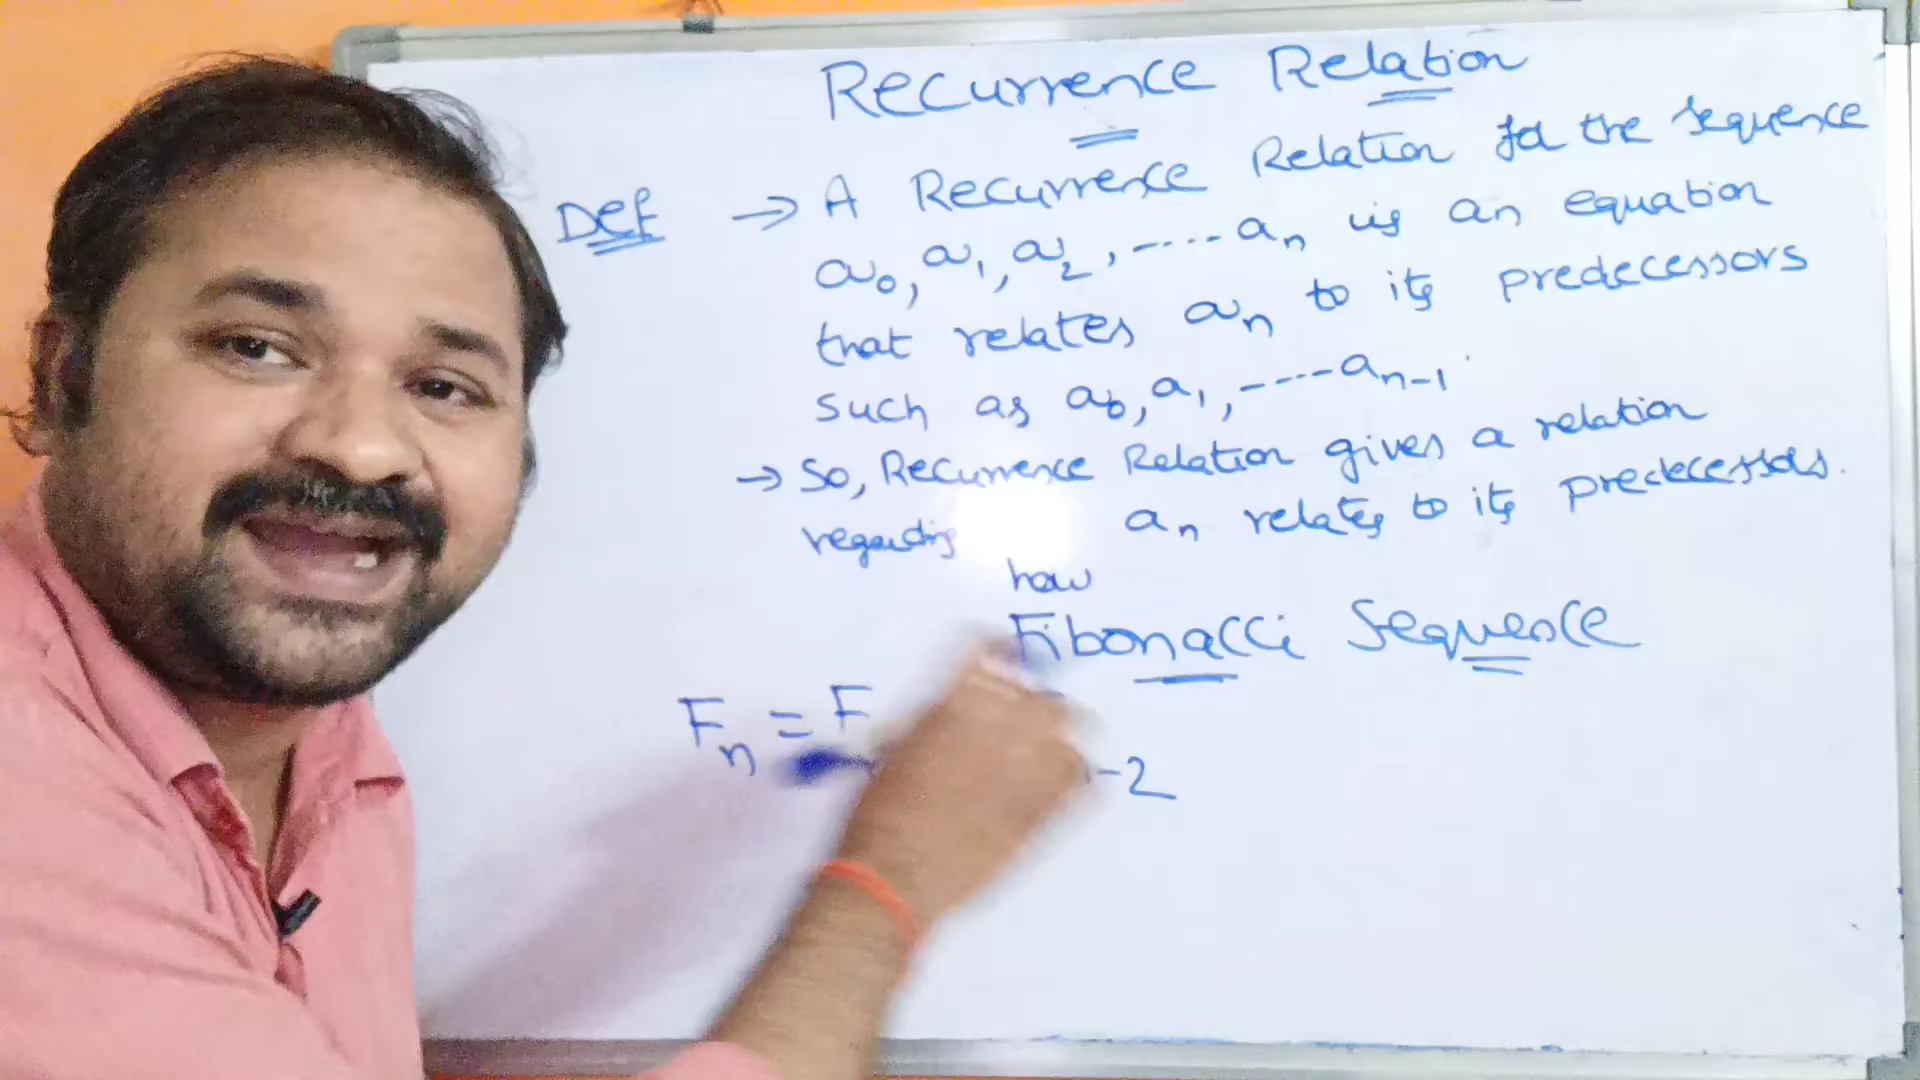 Recurrence Relation
Def → A Recurrence Relation for the sequence
a₀, a₁, a₂, ----- aₙ is an equation
that relates aₙ to its predecessors
such as a₀, a₁, ---- aₙ₋₁.
→ So, Recurrence Relation gives a relation
regarding aₙ relates to its predecessors.
how
Fibonacci Sequence
Fₙ = F -2